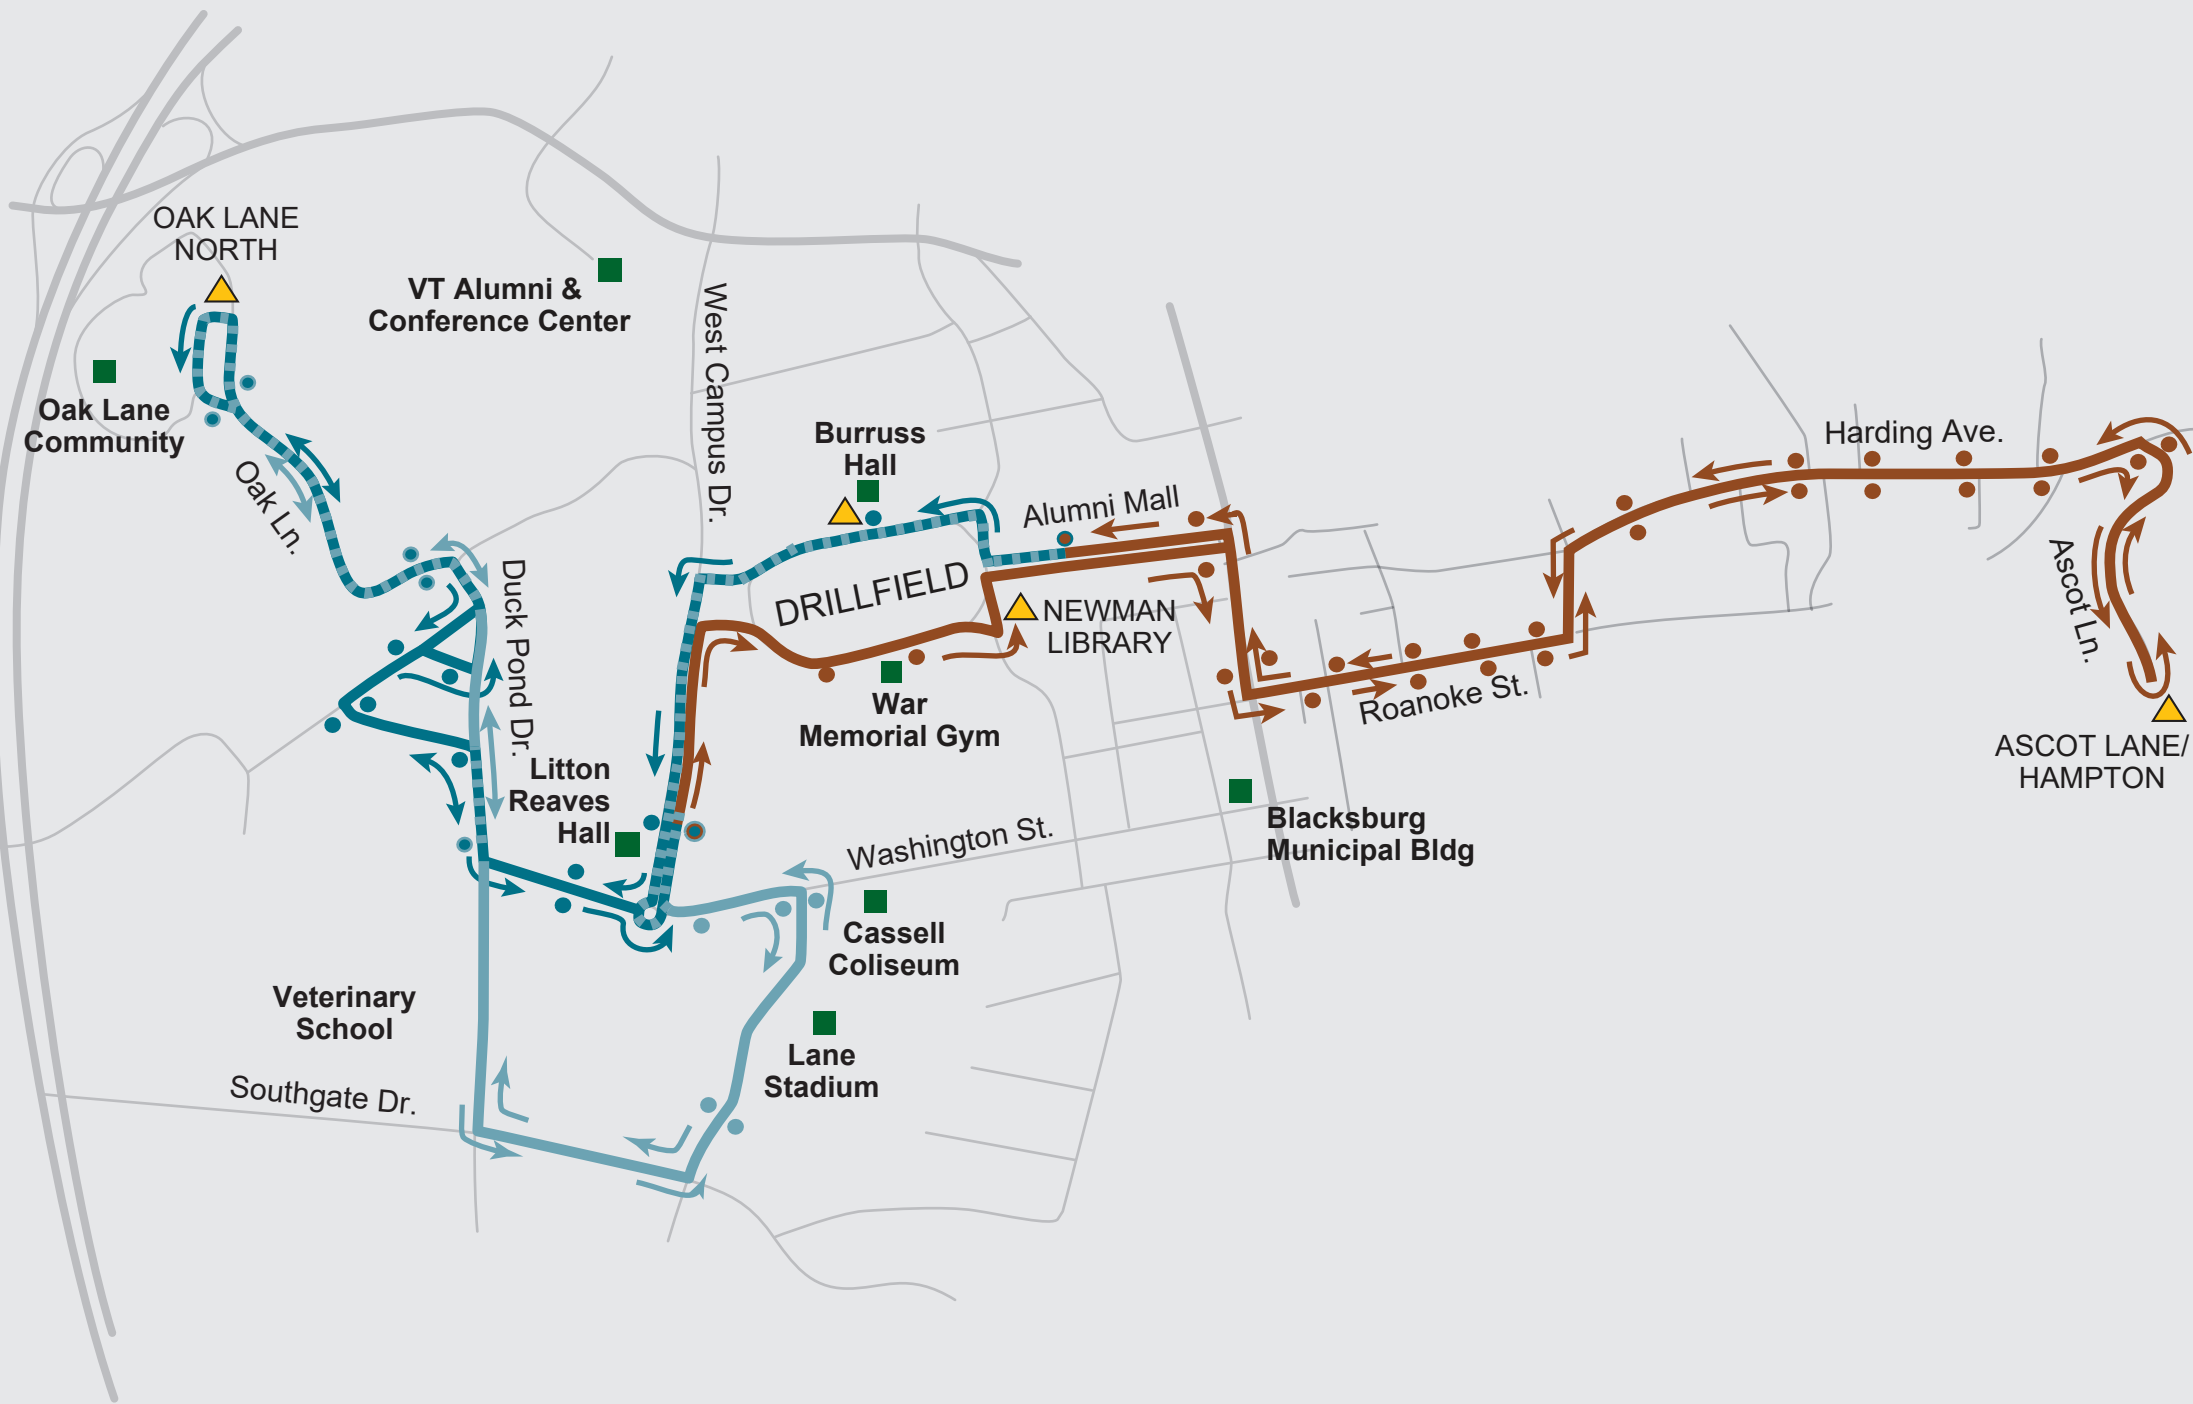 OAK LANE
NORTH
VT Alumni &
Conference Center
West Campus Dr.
Oak Lane
Community
Oak Ln.
Burruss
Hall
Alumni Mall
Harding Ave.
DRILLFIELD
Duck Pond Dr.
NEWMAN
LIBRARY
Ascot Ln.
War
Memorial Gym
Roanoke St.
ASCOT LANE/
HAMPTON
Litton
Reaves
Hall
Washington St.
Blacksburg
Municipal Bldg
Cassell
Coliseum
Veterinary
School
Lane
Stadium
Southgate Dr.